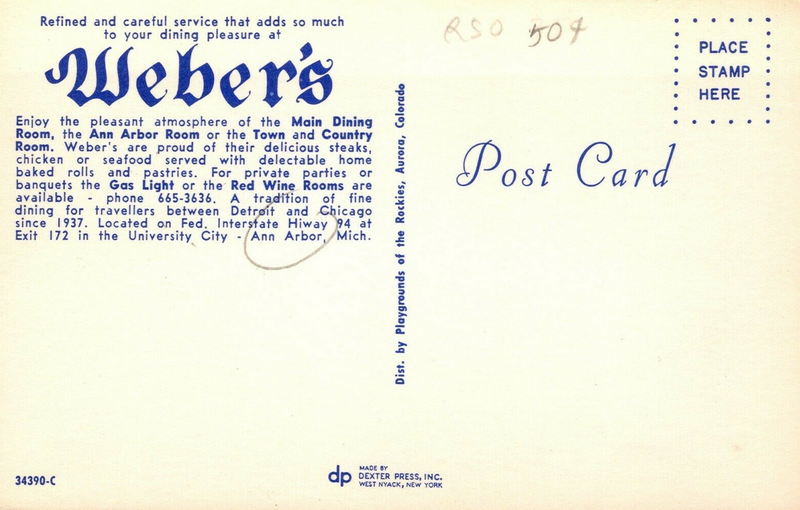 Refined and careful service that adds so much
to your dining pleasure at
Weber's
Enjoy the pleasant atmosphere of the Main Dining
Room, the Ann Arbor Room or the Town and Country
Room. Weber's are proud of their delicious steaks,
chicken or seafood served with delectable home
baked rolls and pastries. For private parties or
banquets the Gas Light or the Red Wine Rooms are
available - phone 665-3636. A tradition of fine
dining for travellers between Detroit and Chicago
since 1937. Located on Fed. Interstate Hiway 94 at
Exit 172 in the University City - Ann Arbor, Mich.
34390-C
Dist. by Playgrounds of the Rockies, Aurora, Colorado
dp
MADE BY
DEXTER PRESS, INC.
WEST NYACK, NEW YORK
RSO 504
Post Card
PLACE
STAMP
HERE